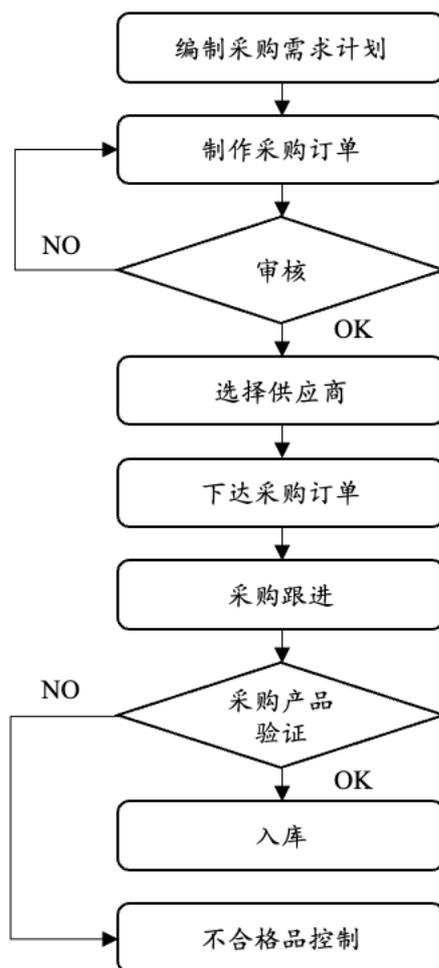 编制采购需求计划
制作采购订单
NO
审核
OK
选择供应商
下达采购订单
采购跟进
NO
采购产品
验证
OK
入库
不合格品控制